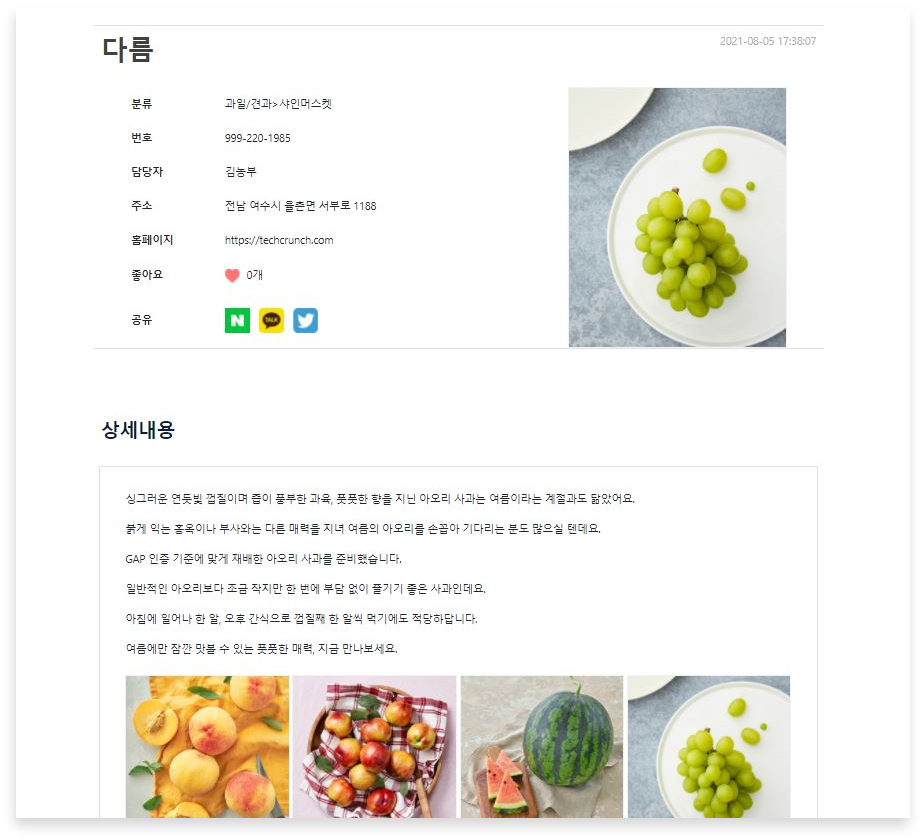 다름
2021-08-05 17:38:07
분류 과일/견과> 샤인머스켓
번호 999-220-1985
담당자 김농부
주소 전남 여수시 율촌면 서부로 1188
홈페이지 https://techcrunch.com
좋아요 0개
공유 N TALK
상세내용
싱그러운 연둣빛 껍질이며 즙이 풍부한 과육, 풋풋한 향을 지닌 아오리 사과는 여름이라는 계절과도 닮았어요.
붉게 익는 홍옥이나 부사와는 다른 매력을 지녀 여름의 아오리를 손꼽아 기다리는 분도 많으실 텐데요.
GAP 인증 기준에 맞게 재배한 아오리 사과를 준비했습니다.
일반적인 아오리보다 조금 작지만 한 번에 부담 없이 즐기기 좋은 사과인데요.
아침에 일어나 한 알, 오후 간식으로 껍질째 한 알씩 먹기에도 적당하답니다.
여름에만 잠깐 맛볼 수 있는 풋풋한 매력, 지금 만나보세요.